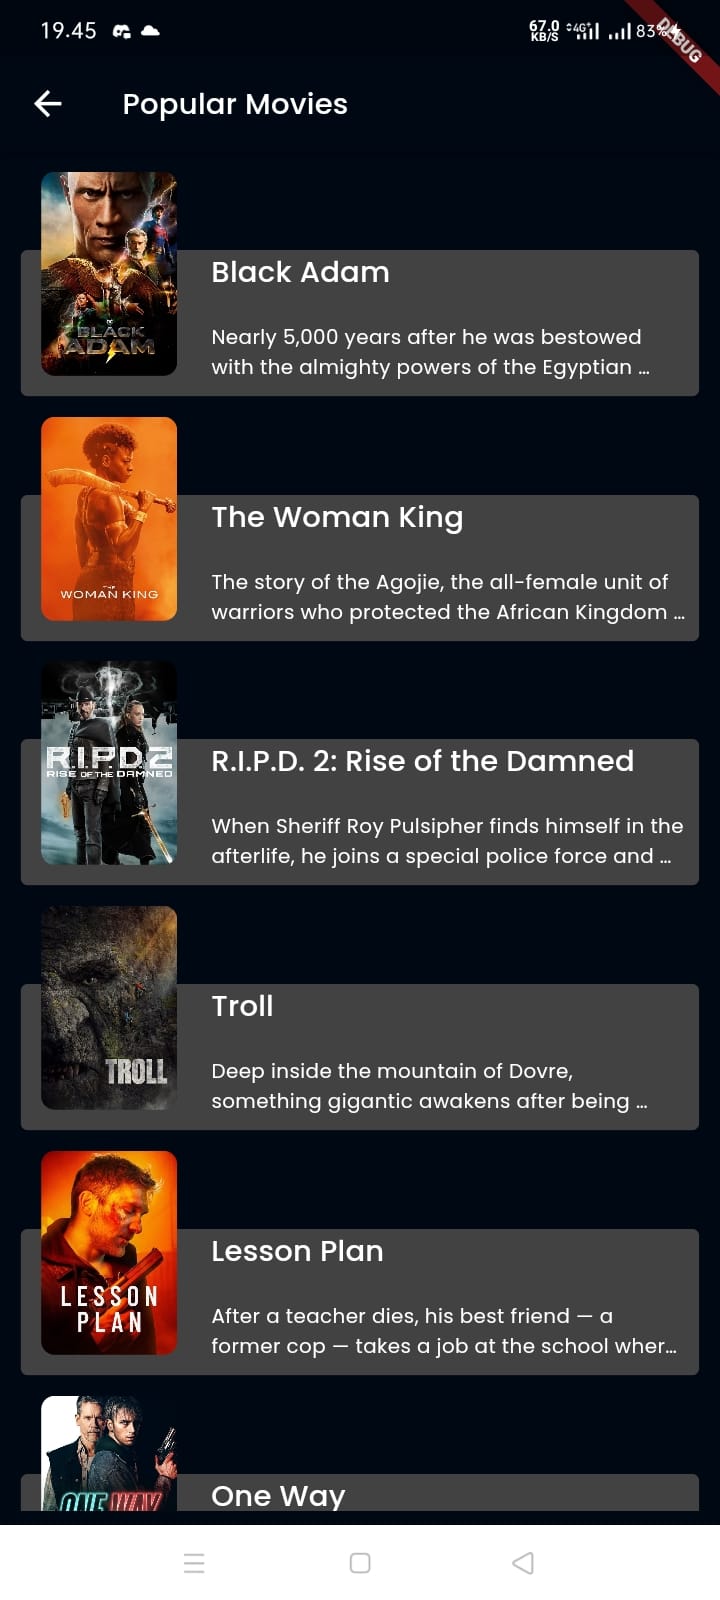 19.45 67.0 KB/S 4G+ 83%
DEBUG
Popular Movies
BLACK
ADAM
Black Adam
Nearly 5,000 years after he was bestowed
with the almighty powers of the Egyptian …
THE
WOMAN KING
The Woman King
The story of the Agojie, the all-female unit of
warriors who protected the African Kingdom …
R.I.P.D.2
RISE OF THE DAMNED
R.I.P.D. 2: Rise of the Damned
When Sheriff Roy Pulsipher finds himself in the
afterlife, he joins a special police force and …
TROLL
Troll
Deep inside the mountain of Dovre,
something gigantic awakens after being …
LESSON
PLAN
Lesson Plan
After a teacher dies, his best friend — a
former cop — takes a job at the school wher…
ONE WAY
One Way